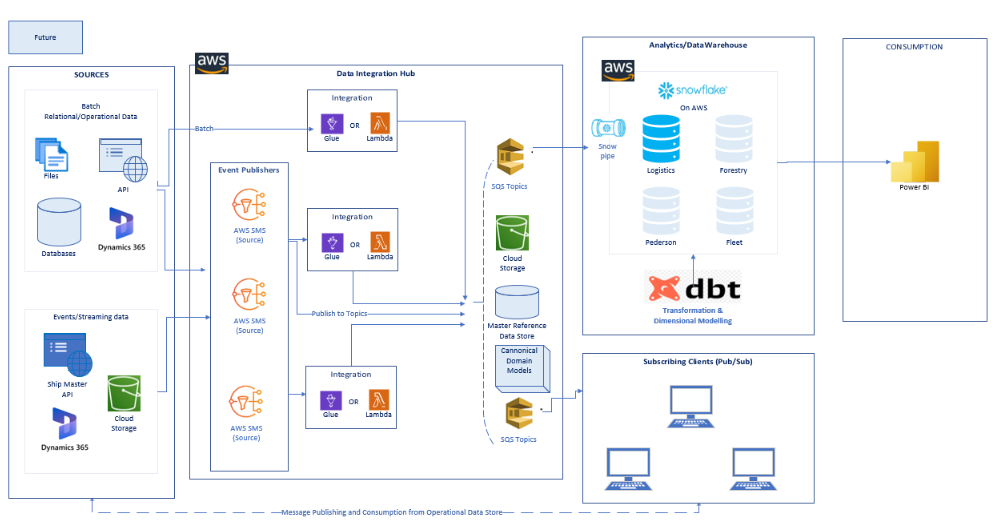 Future
SOURCES
Batch
Relational/Operational Data
Files
API
Databases
Dynamics 365
Events/Streaming data
Ship Master
API
Cloud
Storage
Dynamics 365
aws
Data Integration Hub
Batch
Integration
Glue
OR
Lambda
Event Publishers
AWS SMS
(Source)
AWS SMS
(Source)
AWS SMS
(Source)
Integration
Glue
OR
Lambda
Publish to Topics
Integration
Glue
OR
Lambda
SQS Topics
Cloud
Storage
Master Reference
Data Store
Cannonical
Domain
Models
SQS Topics
Analytics/DataWarehouse
aws
snowflake
On AWS
Snow
pipe
Logistics
Forestry
Pederson
Fleet
dbt
Transformation &
Dimensional Modelling
Subscribing Clients (Pub/Sub)
CONSUMPTION
Power BI
Message Publishing and Consumption from Operational Data Store